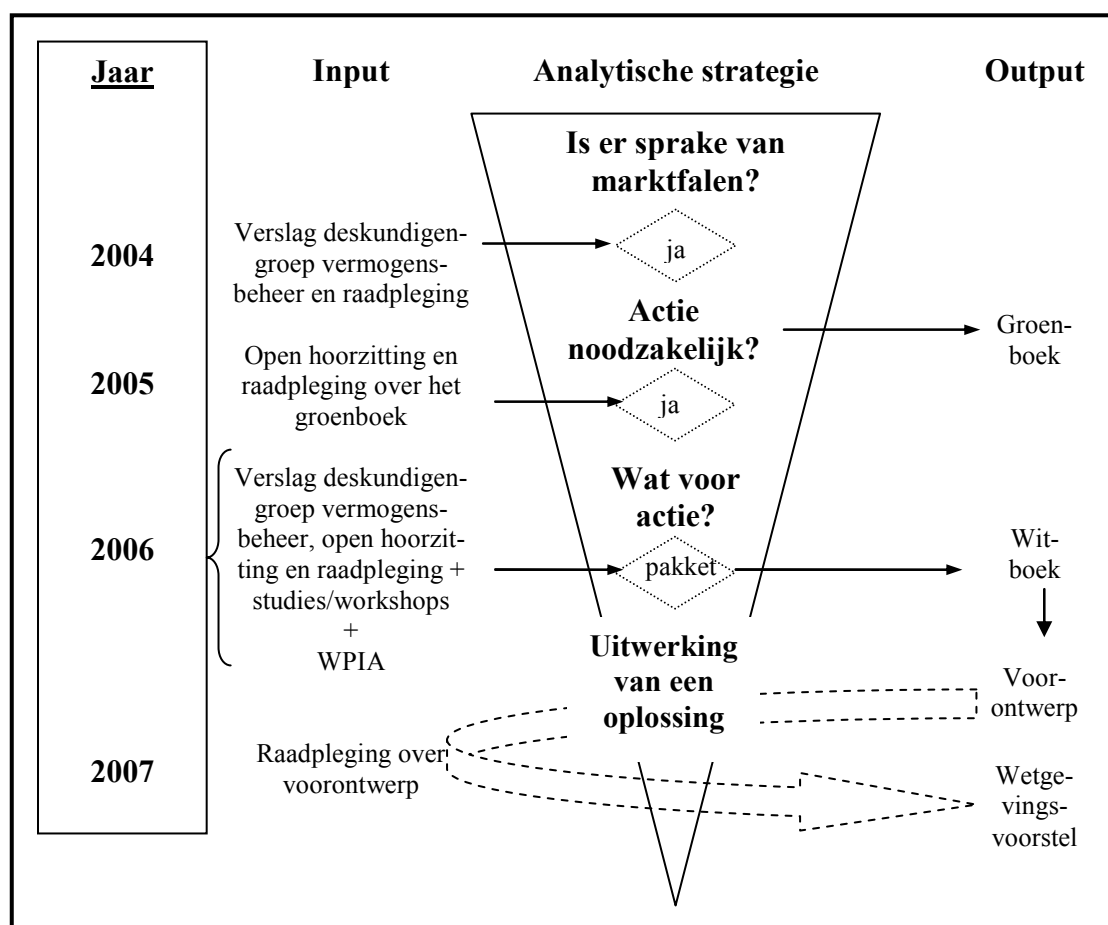 Jaar
Input
Analytische strategie
Output
Is er sprake van
marktfalen?
2004
Verslag deskundigen-
groep vermogens-
beheer en raadpleging
ja
Actie
noodzakelijk?
Groen-
boek
2005
Open hoorzitting en
raadpleging over het
groenboek
ja
Wat voor
actie?
2006
Verslag deskundigen-
groep vermogens-
beheer, open hoorzit-
ting en raadpleging +
studies/workshops
+
WPIA
pakket
Wit-
boek
Uitwerking
van een
oplossing
Voor-
ontwerp
2007
Raadpleging over
voorontwerp
Wetge-
vings-
voorstel